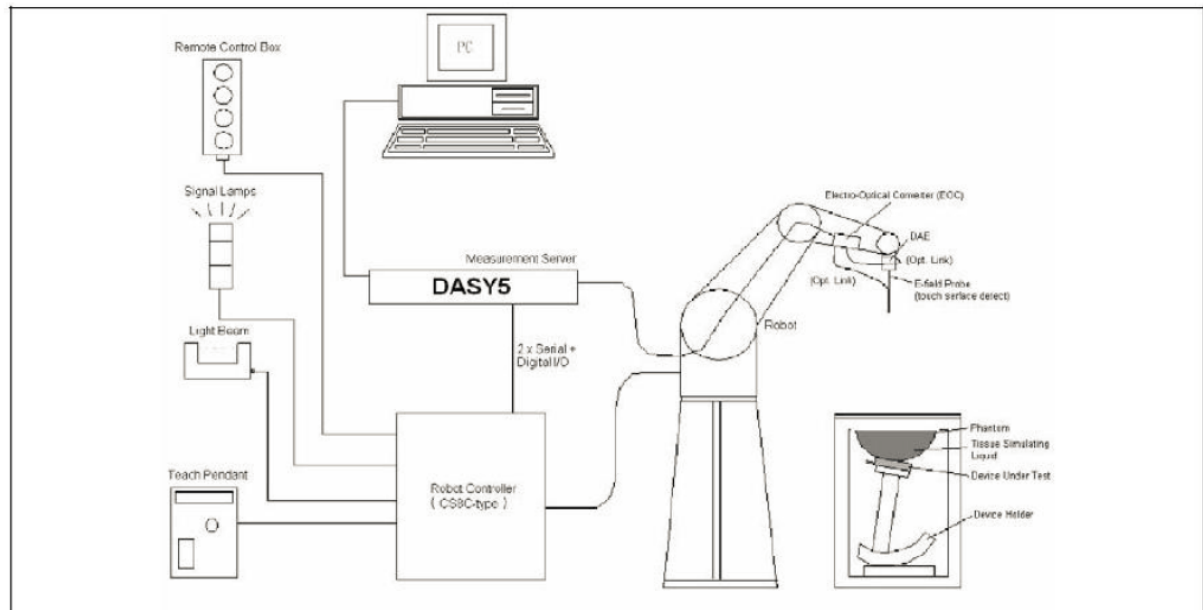 Remote Control Box
PC
Signal Lamps
Electro-Optical Converter (EOC)
DAE
(Opt. Link)
Measurement Server
DASY5
(Opt. Link)
E-field Probe
(touch surface detect)
Light Beam
Robot
2 x Serial +
Digital I/O
Phantom
Tissue Simulating
Liquid
Device Under Test
Teach Pendant
Robot Controller
( CS8C-type )
Device Holder